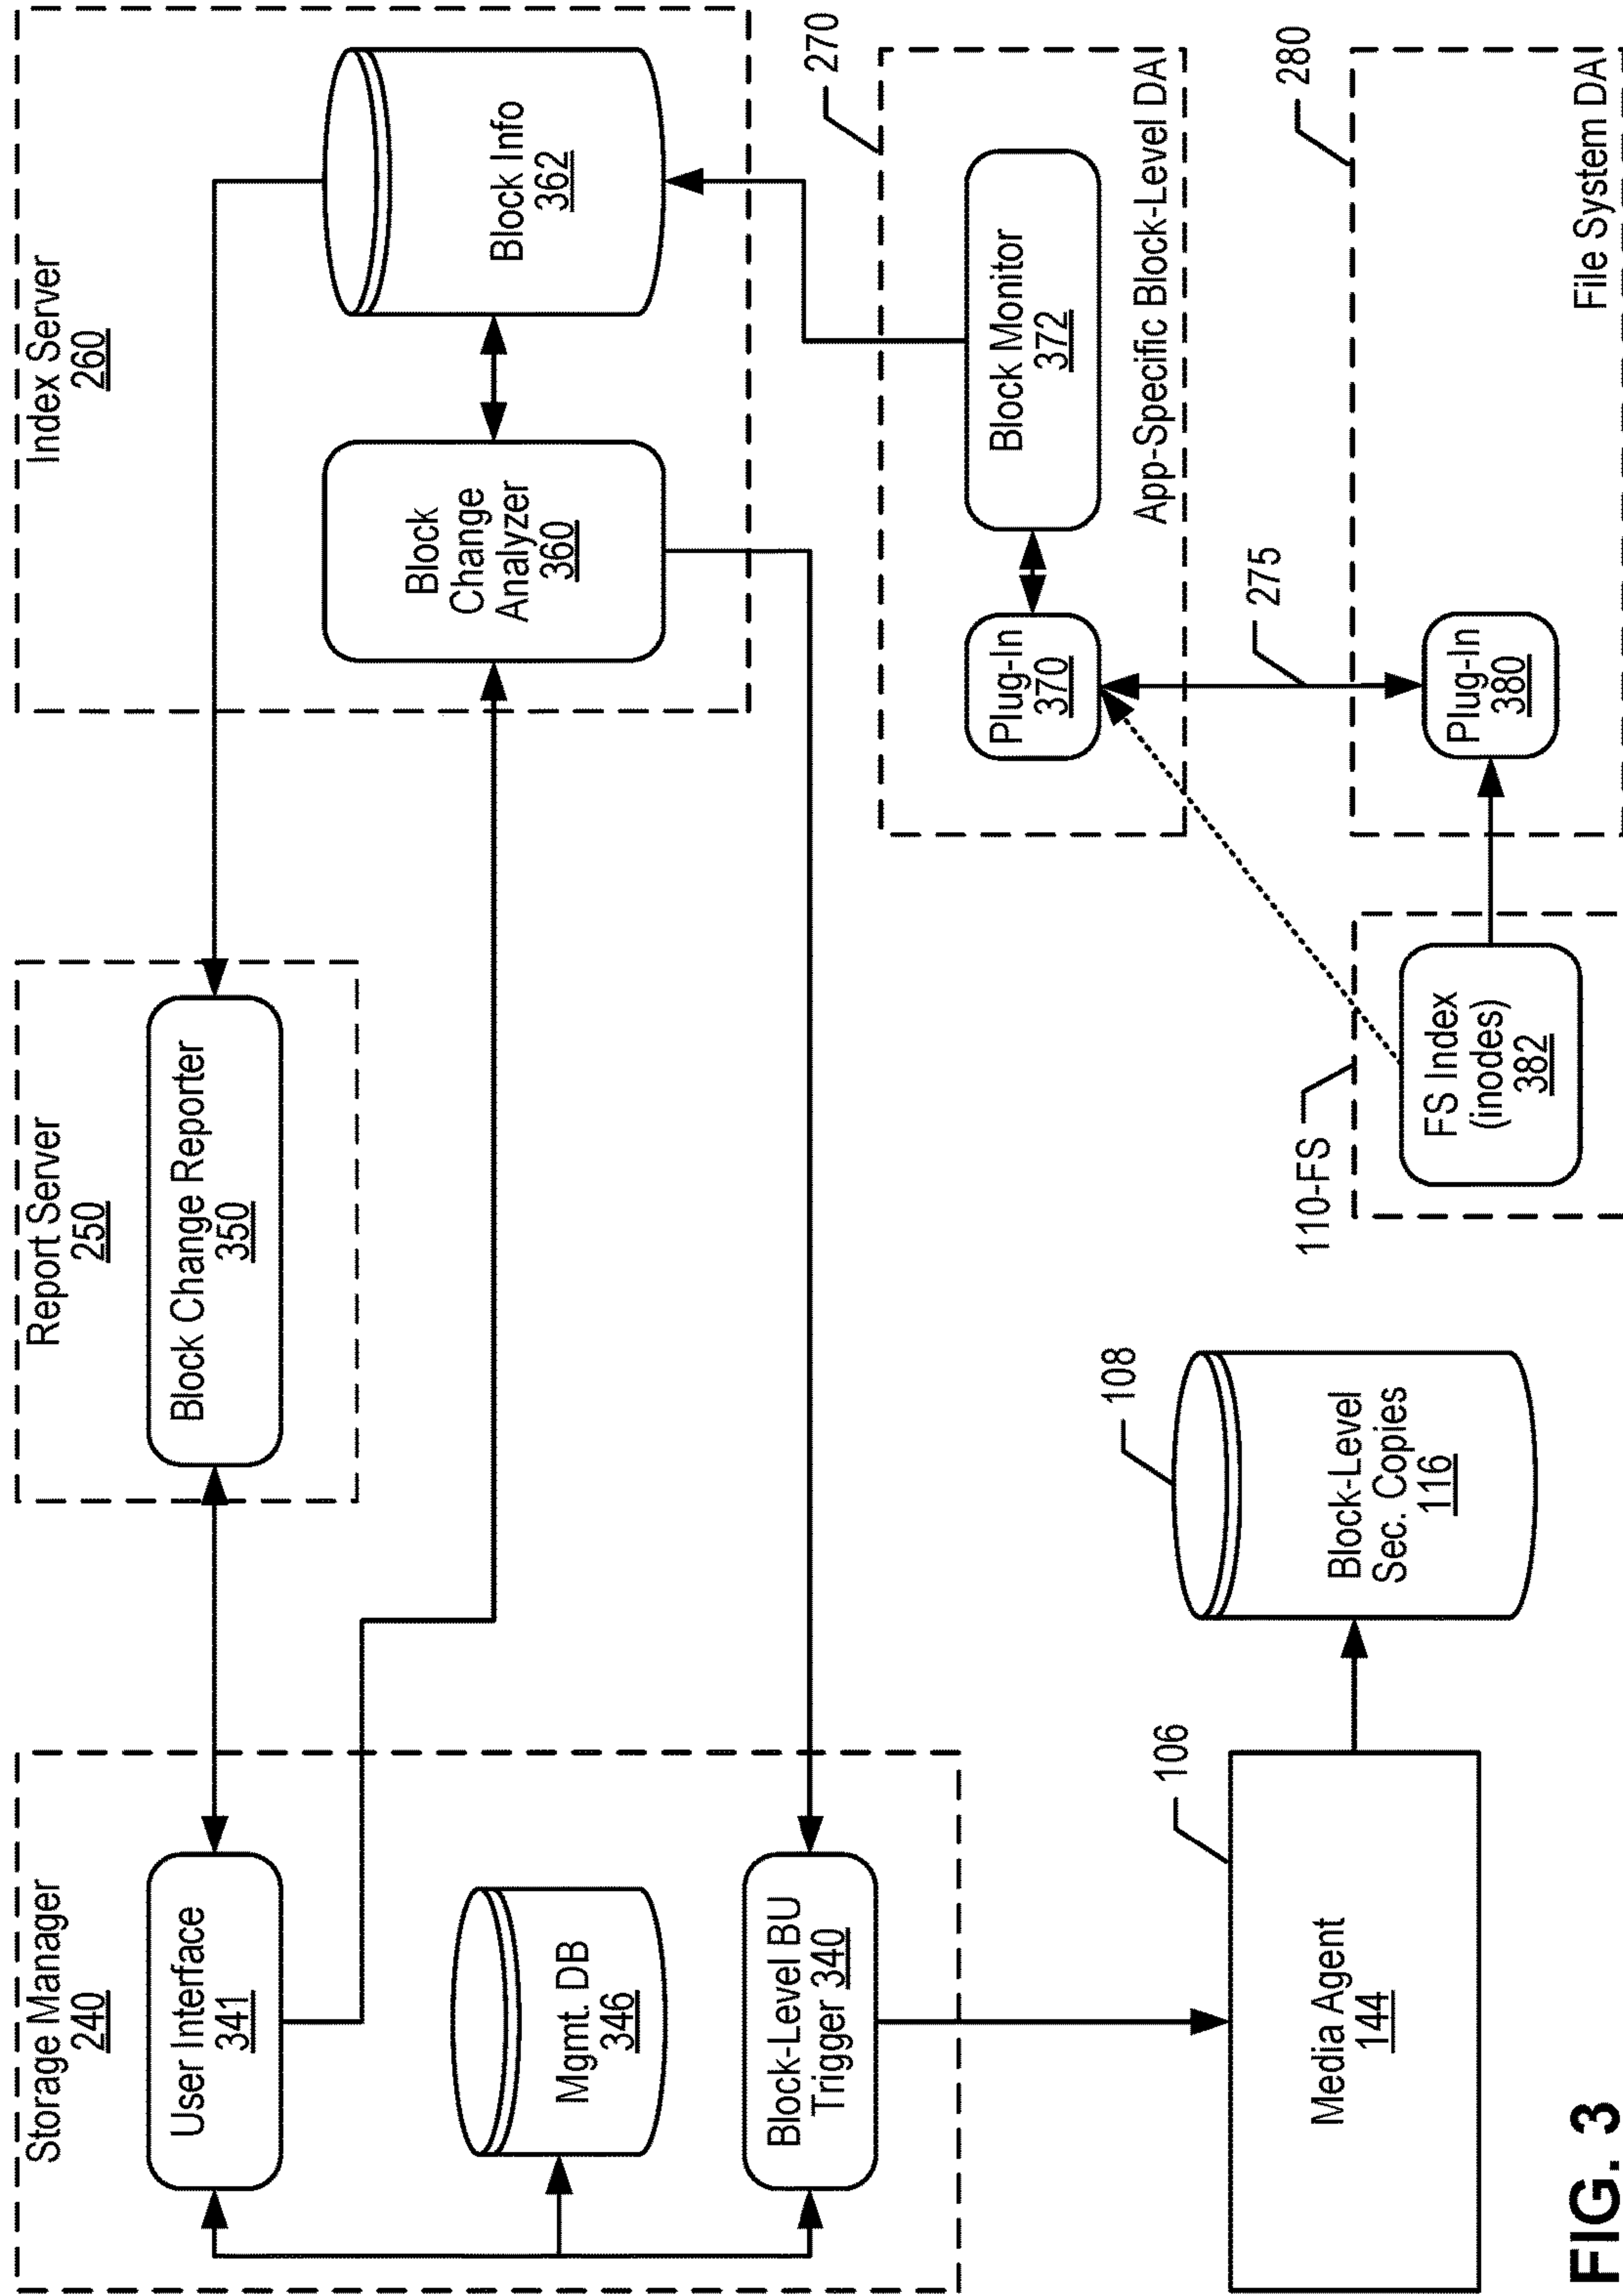 Storage Manager
240
User Interface
341
Mgmt. DB
346
Block-Level BU
Trigger 340
Report Server
250
Block Change Reporter
350
Index Server
260
Block
Change
Analyzer
360
Block Info
362
270
Plug-In
370
Block Monitor
372
App-Specific Block-Level DA
275
280
Plug-In
380
File System DA
110-FS
FS Index
(inodes)
382
106
Media Agent
144
108
Block-Level
Sec. Copies
116
FIG. 3